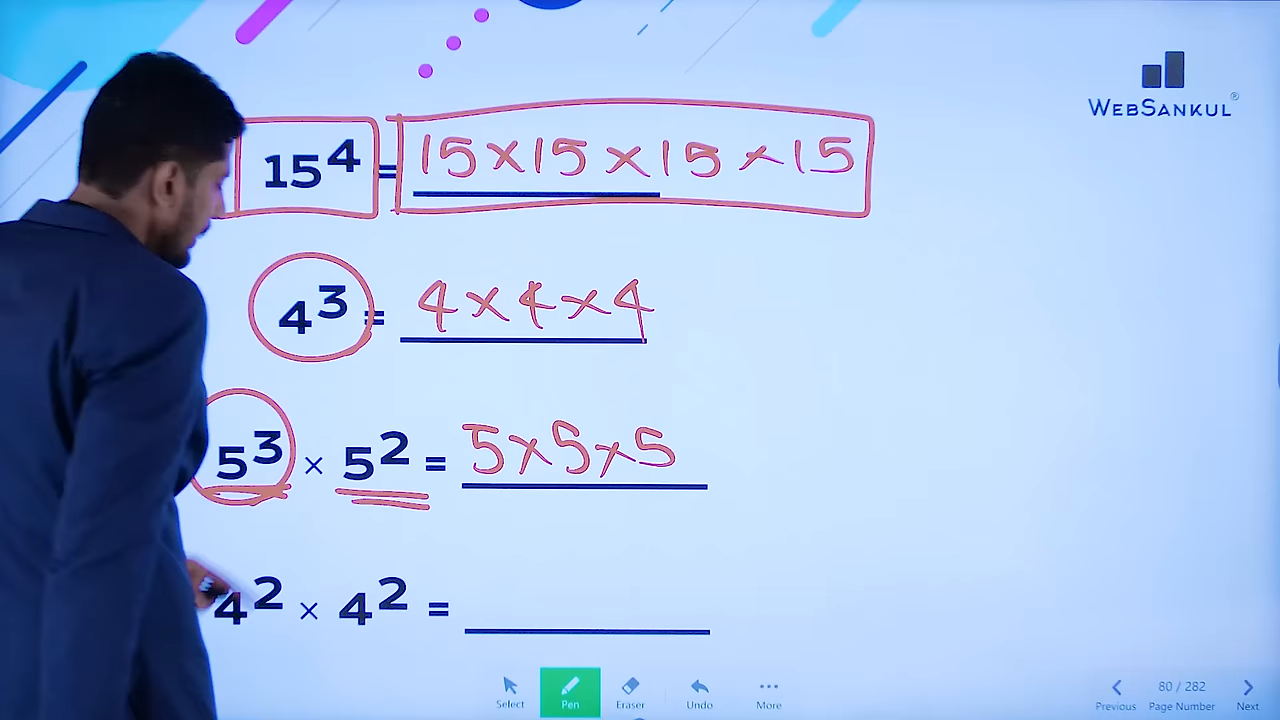 WEBSANKUL®
15⁴ = 15×15×15×15
4³ = 4×4×4
5³ × 5² = 5×5×5
4² × 4² =
Select Pen Eraser Undo More
80 / 282
Previous Page Number Next